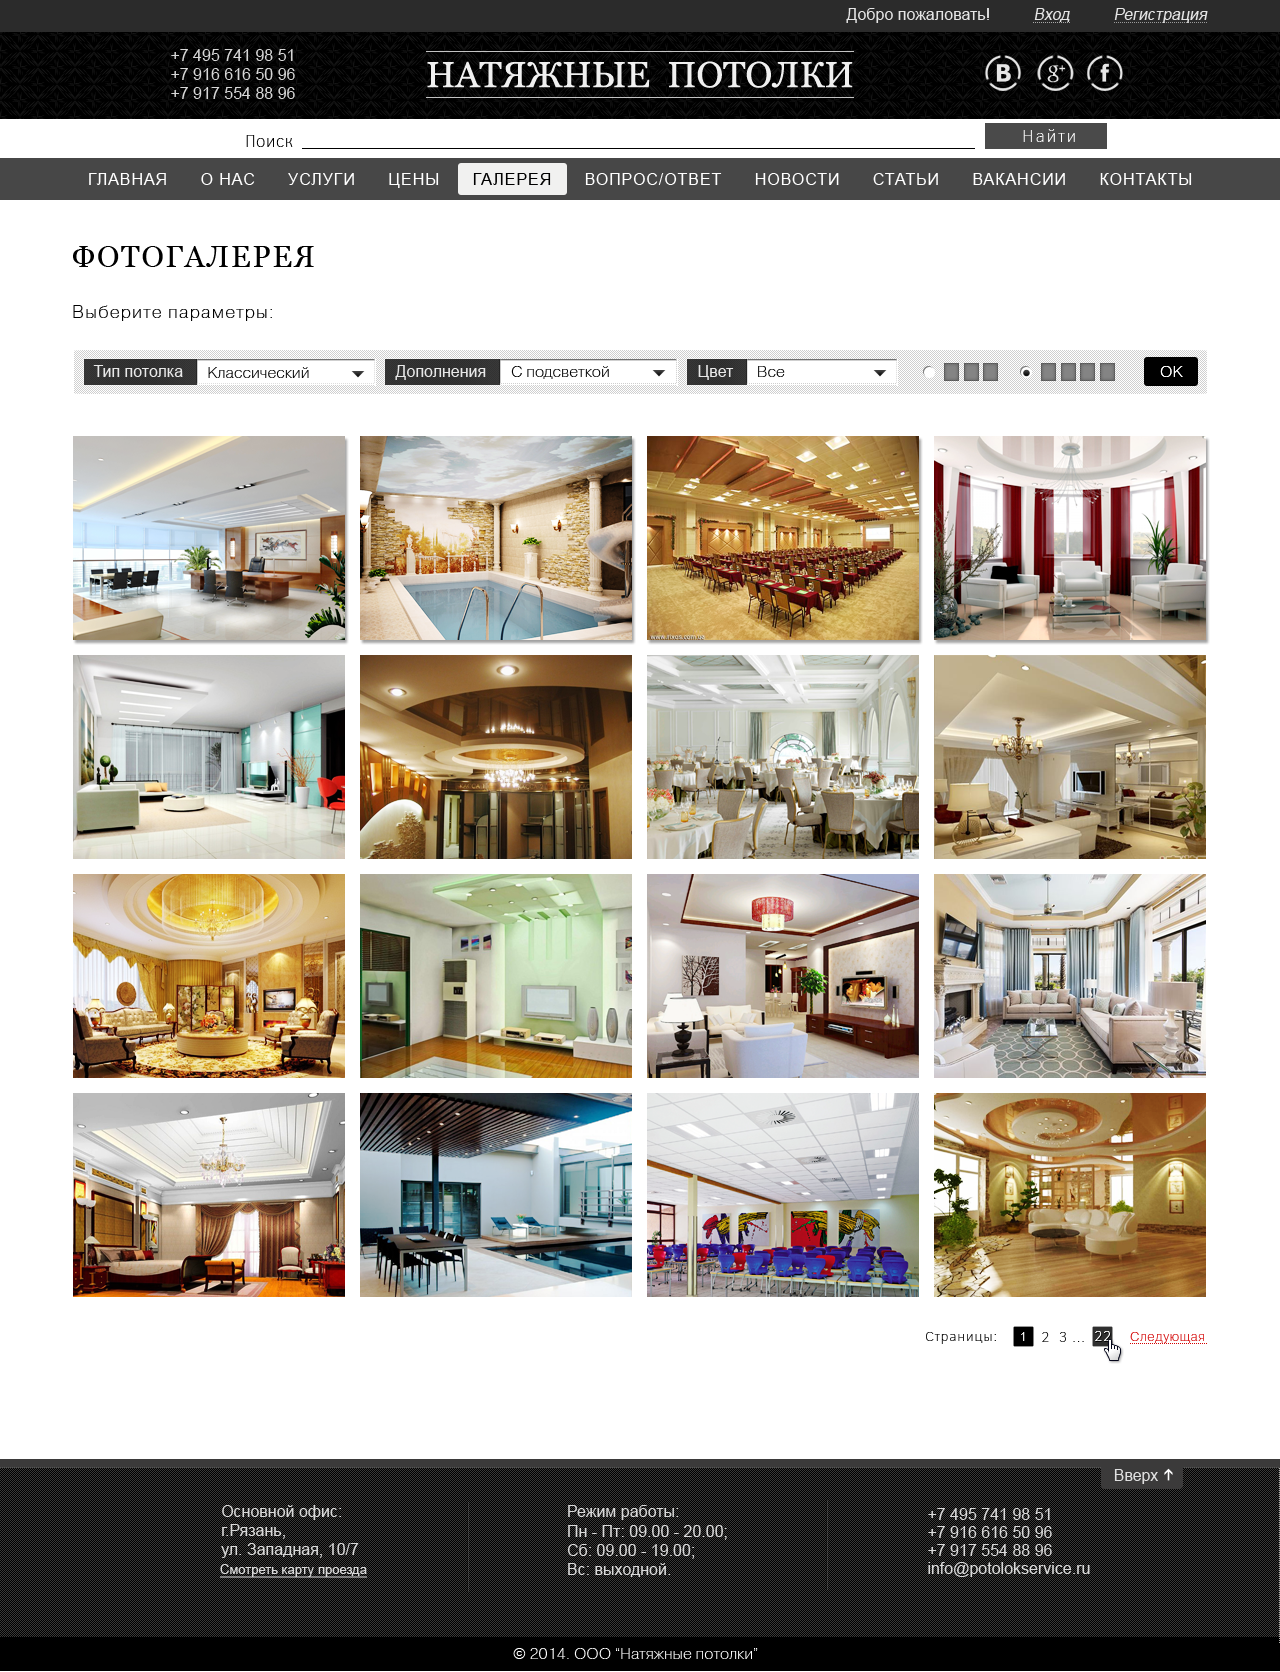 Добро пожаловать! Вход Регистрация
+7 495 741 98 51
+7 916 616 50 96
+7 917 554 88 96
НАТЯЖНЫЕ ПОТОЛКИ
B g+ f
Поиск Найти
ГЛАВНАЯ О НАС УСЛУГИ ЦЕНЫ ГАЛЕРЕЯ ВОПРОС/ОТВЕТ НОВОСТИ СТАТЬИ ВАКАНСИИ КОНТАКТЫ
ФОТОГАЛЕРЕЯ
Выберите параметры:
Тип потолка Классический Дополнения С подсветкой Цвет Все OK
Страницы: 1 2 3 ... 22 Следующая
Вверх
Основной офис:
г.Рязань,
ул. Западная, 10/7
Смотреть карту проезда
Режим работы:
Пн - Пт: 09.00 - 20.00;
Сб: 09.00 - 19.00;
Вс: выходной.
+7 495 741 98 51
+7 916 616 50 96
+7 917 554 88 96
info@potolokservice.ru
© 2014. ООО “Натяжные потолки”